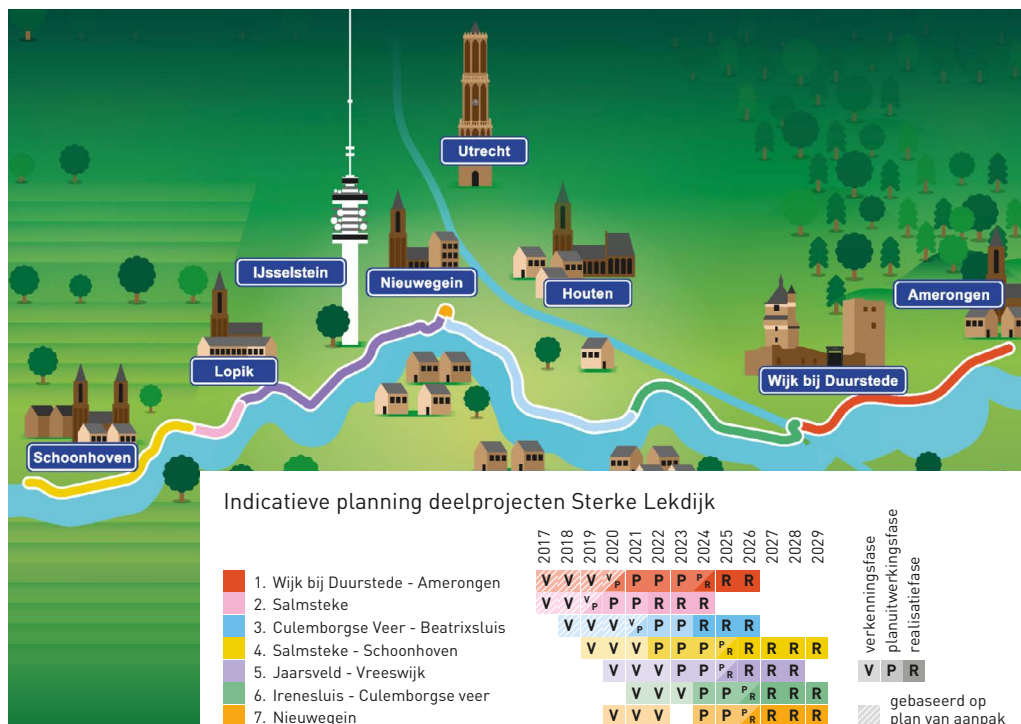 Utrecht
IJsselstein
Nieuwegein
Houten
Amerongen
Lopik
Wijk bij Duurstede
Schoonhoven
Indicatieve planning deelprojecten Sterke Lekdijk
2017 2018 2019 2020 2021 2022 2023 2024 2025 2026 2027 2028 2029
1. Wijk bij Duurstede - Amerongen V V V V P P P P P R R R
2. Salmsteke V V V P P P R R R
3. Culemborgse Veer - Beatrixsluis V V V V P P P R R R
4. Salmsteke - Schoonhoven V V V P P P P R R R R R
5. Jaarsveld - Vreeswijk V V V P P P R R R R
6. Irenesluis - Culemborgse veer V V V P P P R R R R
7. Nieuwegein V V V P P P R R R R
verkenningsfase
planuitwerkingsfase
realisatiefase
V P R
gebaseerd op
plan van aanpak